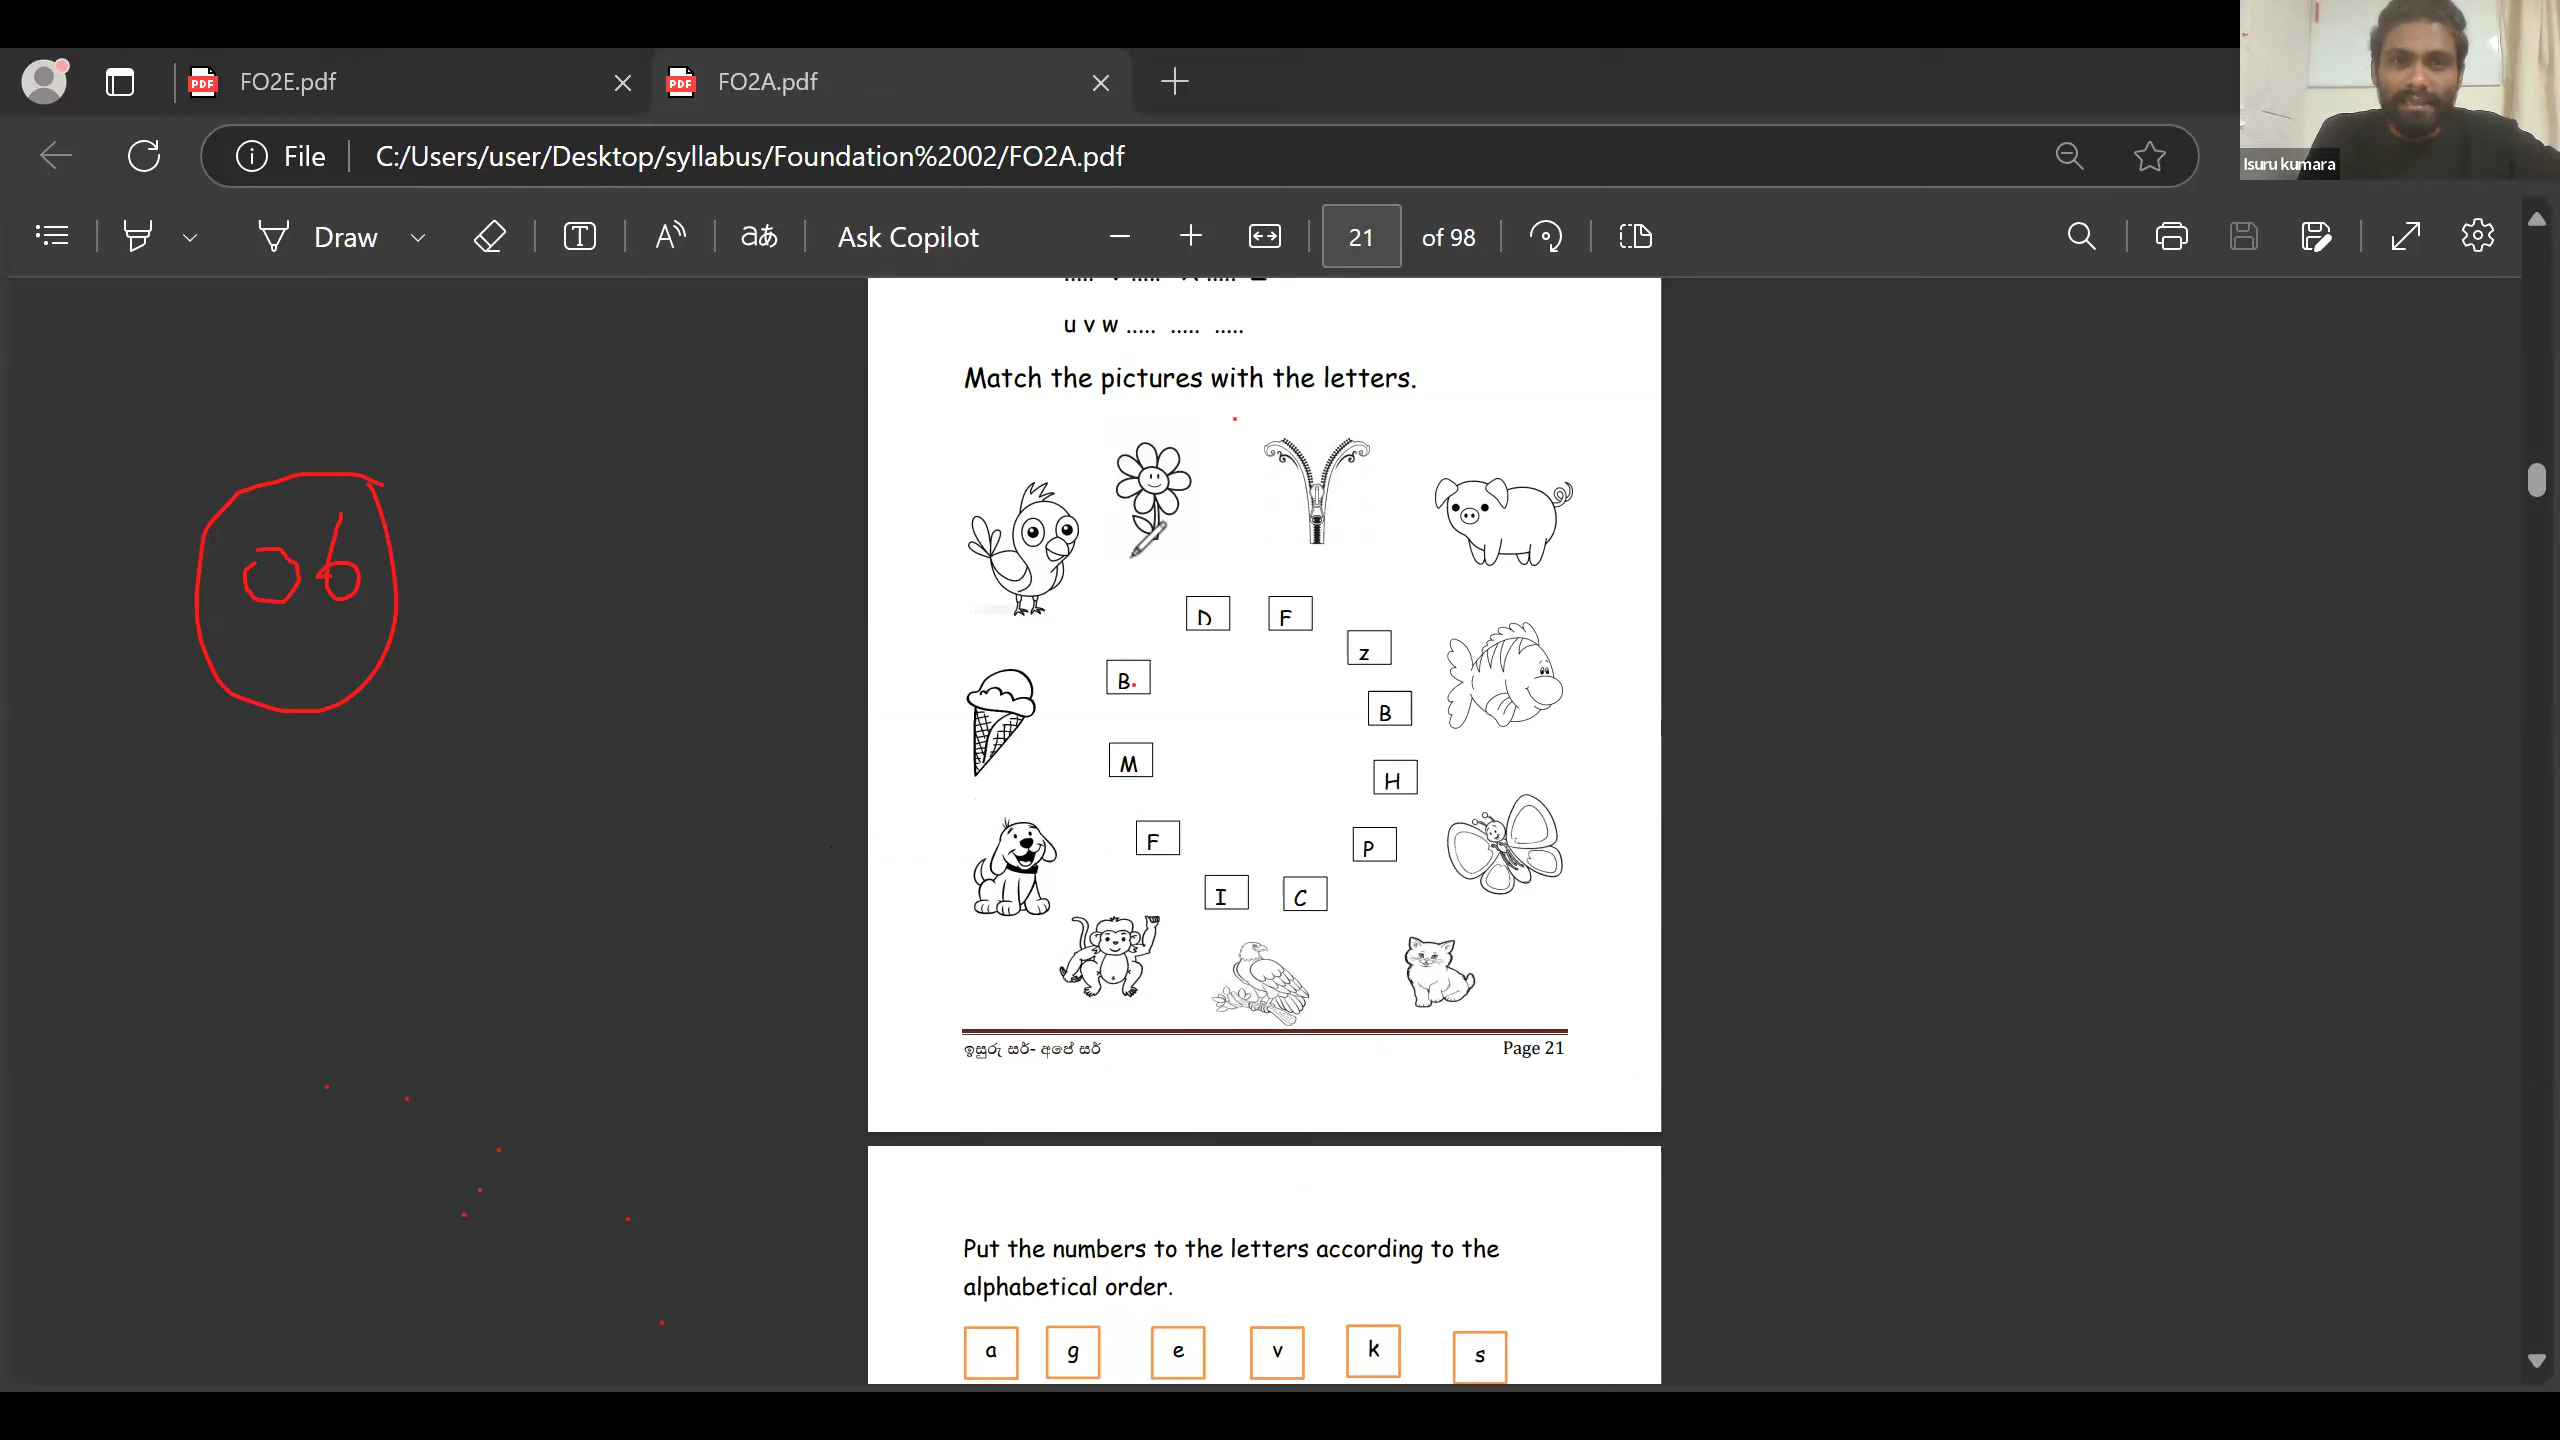 FO2E.pdf
FO2A.pdf
File C:/Users/user/Desktop/syllabus/Foundation%2002/FO2A.pdf
Isuru kumara
Draw
Ask Copilot
21 of 98
u v w ..... ..... .....
Match the pictures with the letters.
06
D F
z
B
B
M
H
F
P
I C
ඉසුරු සර්- අපේ සර් Page 21
Put the numbers to the letters according to the
alphabetical order.
a g e v k s